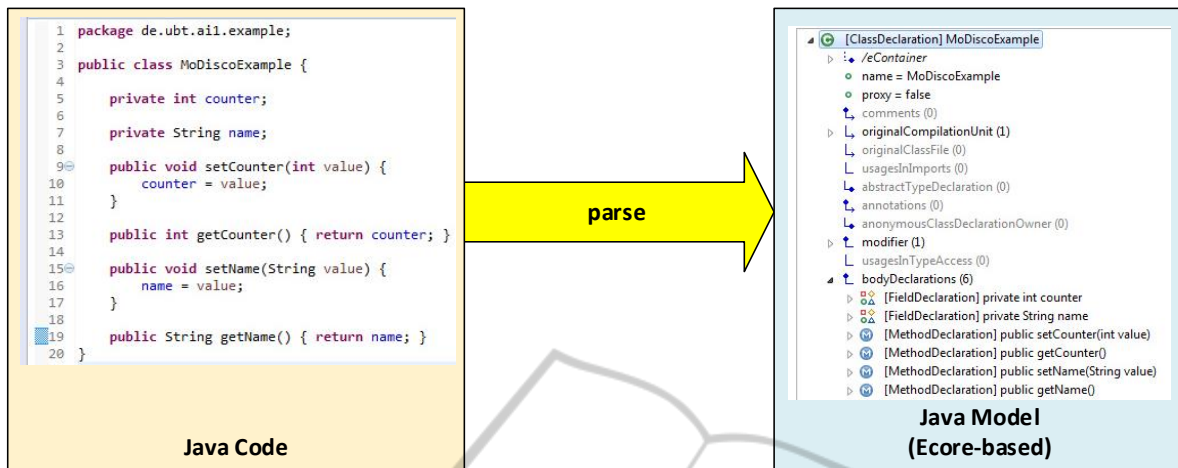 1 package de.ubt.ai1.example;
2
3 public class MoDiscoExample {
4
5 private int counter;
6
7 private String name;
8
9 public void setCounter(int value) {
10 counter = value;
11 }
12
13 public int getCounter() { return counter; }
14
15 public void setName(String value) {
16 name = value;
17 }
18
19 public String getName() { return name; }
20 }
Java Code
parse
[ClassDeclaration] MoDiscoExample
/eContainer
name = MoDiscoExample
proxy = false
comments (0)
originalCompilationUnit (1)
originalClassFile (0)
usagesInImports (0)
abstractTypeDeclaration (0)
annotations (0)
anonymousClassDeclarationOwner (0)
modifier (1)
usagesInTypeAccess (0)
bodyDeclarations (6)
[FieldDeclaration] private int counter
[FieldDeclaration] private String name
[MethodDeclaration] public setCounter(int value)
[MethodDeclaration] public getCounter()
[MethodDeclaration] public setName(String value)
[MethodDeclaration] public getName()
Java Model
(Ecore-based)